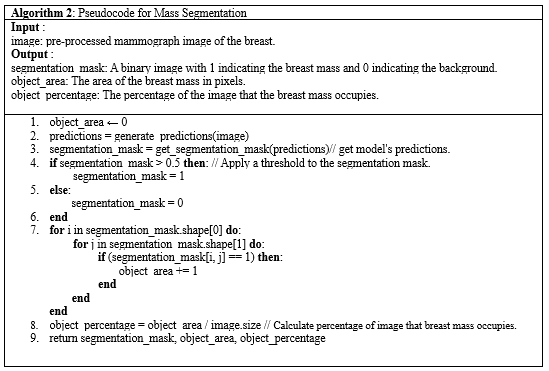 Algorithm 2: Pseudocode for Mass Segmentation
Input :
image: pre-processed mammograph image of the breast.
Output :
segmentation_mask: A binary image with 1 indicating the breast mass and 0 indicating the background.
object_area: The area of the breast mass in pixels.
object_percentage: The percentage of the image that the breast mass occupies.
1. object_area ← 0
2. predictions = generate_predictions(image)
3. segmentation_mask = get_segmentation_mask(predictions)// get model's predictions.
4. if segmentation_mask > 0.5 then: // Apply a threshold to the segmentation mask.
segmentation_mask = 1
5. else:
segmentation_mask = 0
6. end
7. for i in segmentation_mask.shape[0] do:
for j in segmentation_mask.shape[1] do:
if (segmentation_mask[i, j] == 1) then:
object_area += 1
end
end
end
8. object_percentage = object_area / image.size // Calculate percentage of image that breast mass occupies.
9. return segmentation_mask, object_area, object_percentage